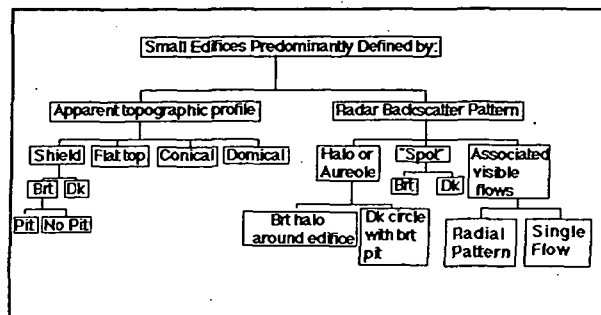 Small Edifices Predominantly Defined by:
Apparent topographic profile
Radar Backscatter Pattern
Shield
Flat top
Conical
Domical
Halo or
Aureole
"Spot"
Associated
visible
flows
Brt
Dk
Brt
Dk
Pit
No Pit
Brt halo
around edifice
Dk circle
with brt
pit
Radial
Pattern
Single
Flow